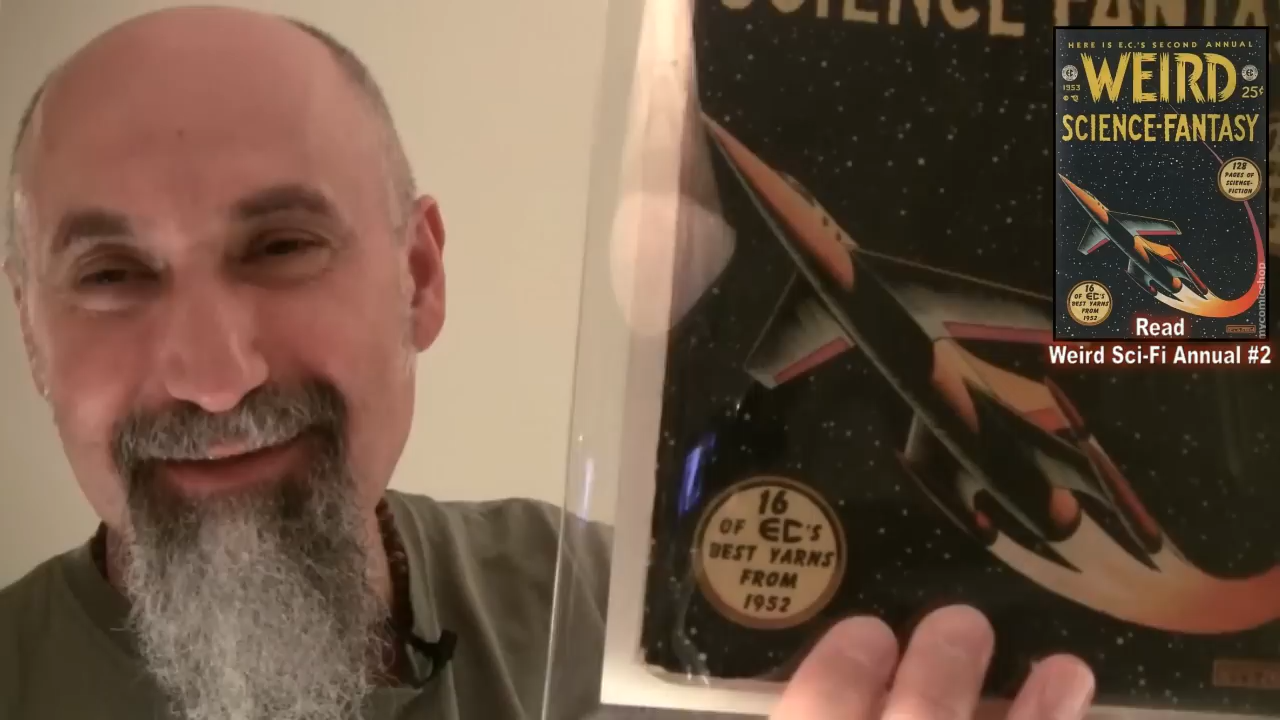 SCIENCE FANTA
16
OF EC'S
BEST YARNS
FROM
1952
HERE IS E.C.'S SECOND ANNUAL
WEIRD
1953
25¢
SCIENCE-FANTASY
128
PAGES OF
SCIENCE-
FICTION
16
OF EC'S
BEST YARNS
FROM
1952
mycomicshop
Read
Weird Sci-Fi Annual #2